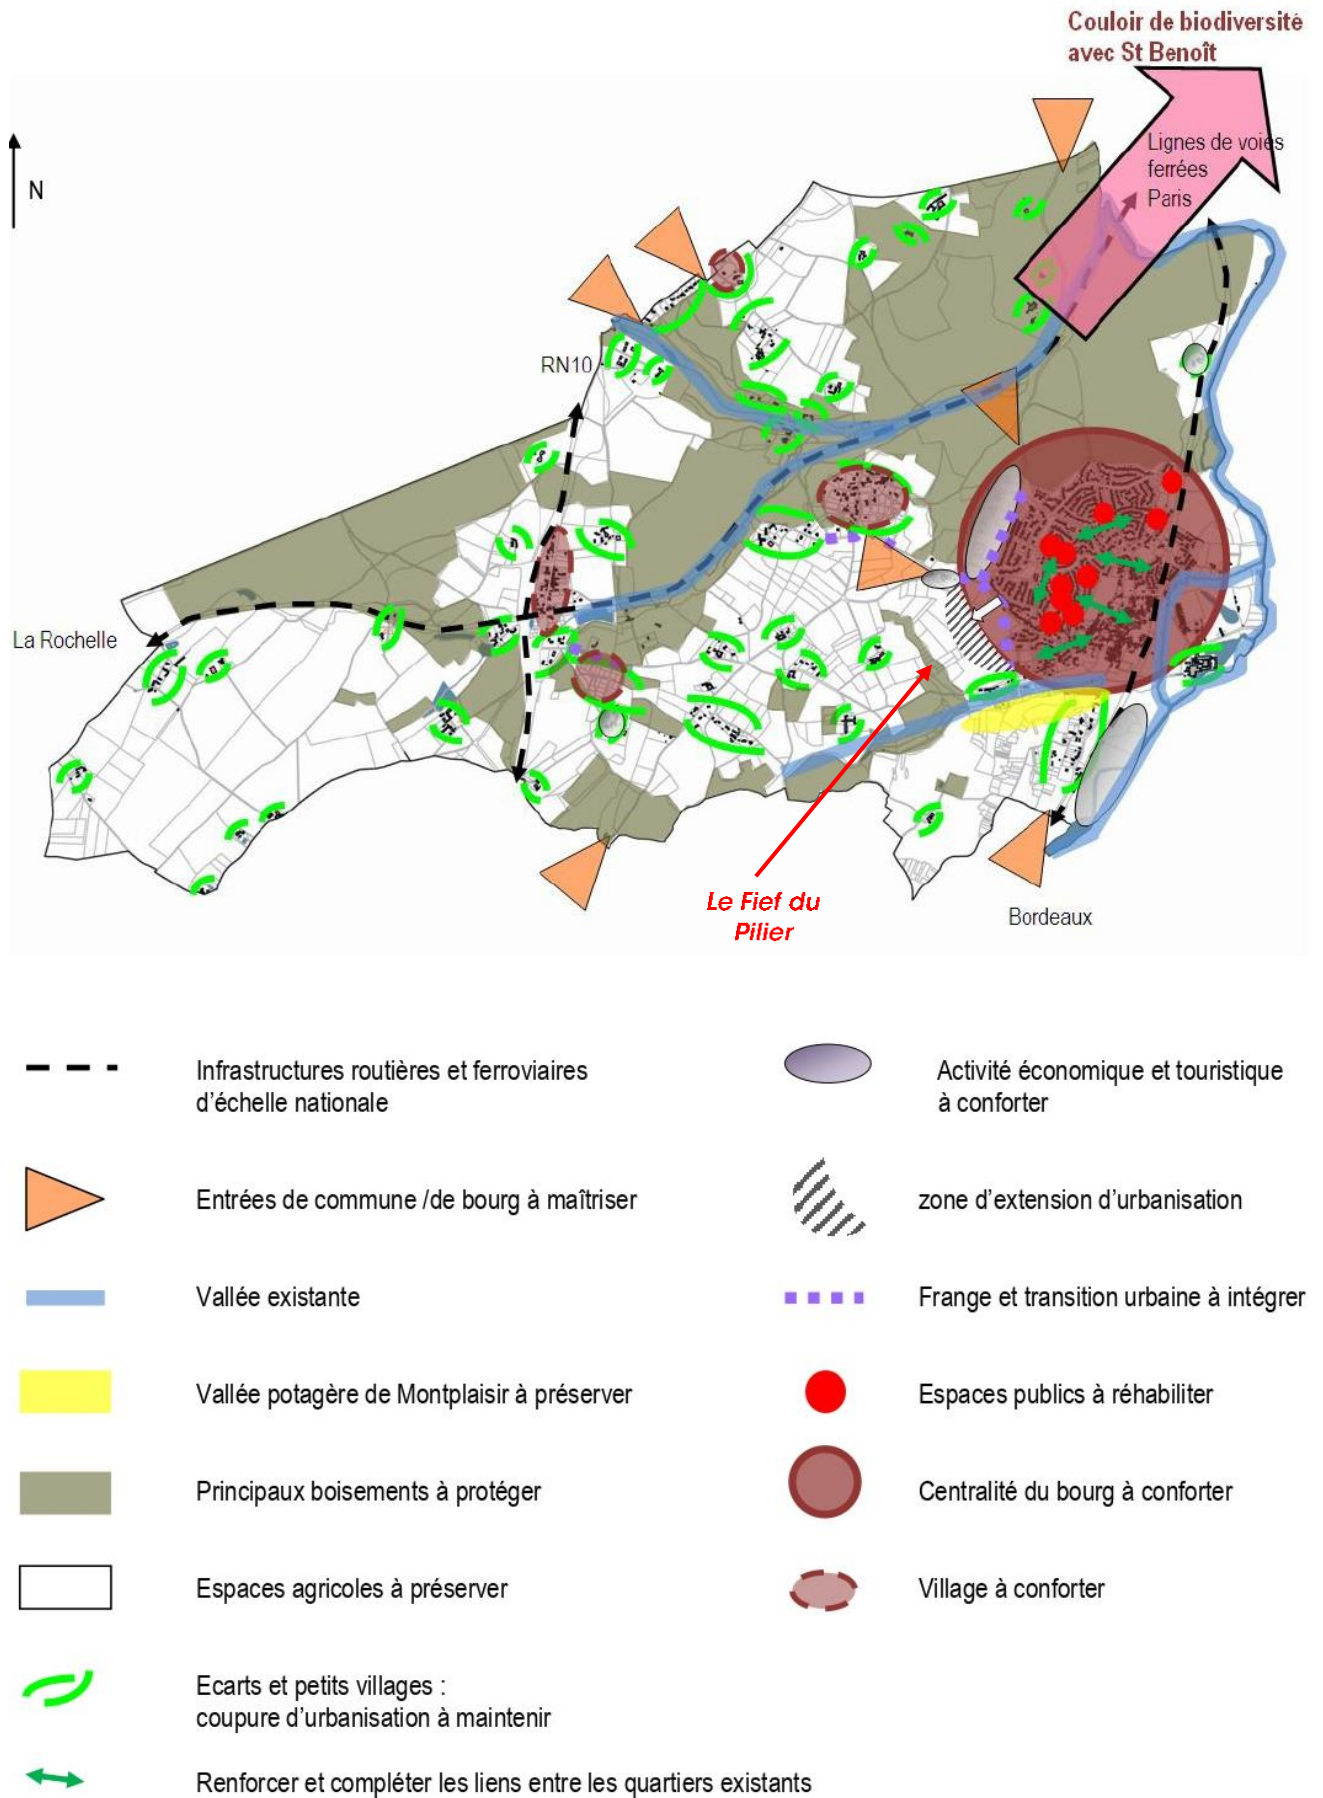 Couloir de biodiversité
avec St Benoît
Lignes de voies
ferrées
Paris
N
RN10
La Rochelle
Le Fief du
Pilier
Bordeaux
Infrastructures routières et ferroviaires
d'échelle nationale
Activité économique et touristique
à conforter
Entrées de commune /de bourg à maîtriser
zone d'extension d'urbanisation
Vallée existante
Frange et transition urbaine à intégrer
Vallée potagère de Montplaisir à préserver
Espaces publics à réhabiliter
Principaux boisements à protéger
Centralité du bourg à conforter
Espaces agricoles à préserver
Village à conforter
Ecarts et petits villages :
coupure d'urbanisation à maintenir
Renforcer et compléter les liens entre les quartiers existants